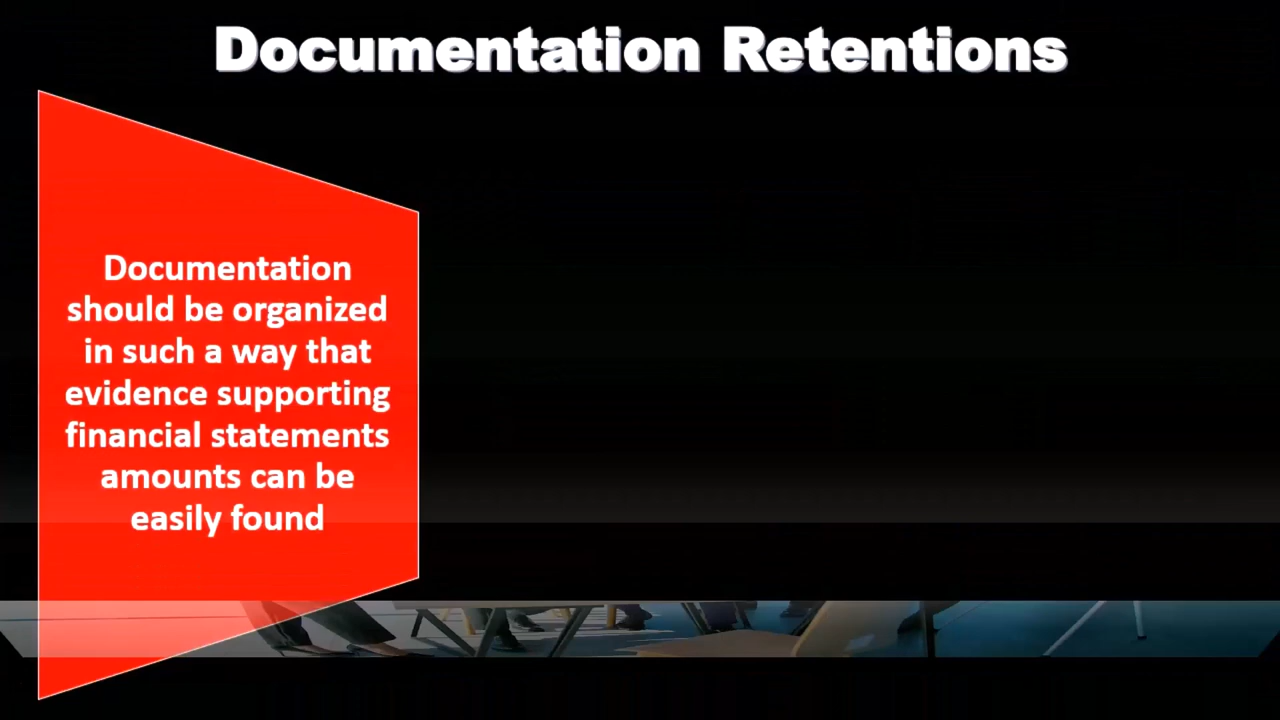 Documentation Retentions
Documentation
should be organized
in such a way that
evidence supporting
financial statements
amounts can be
easily found